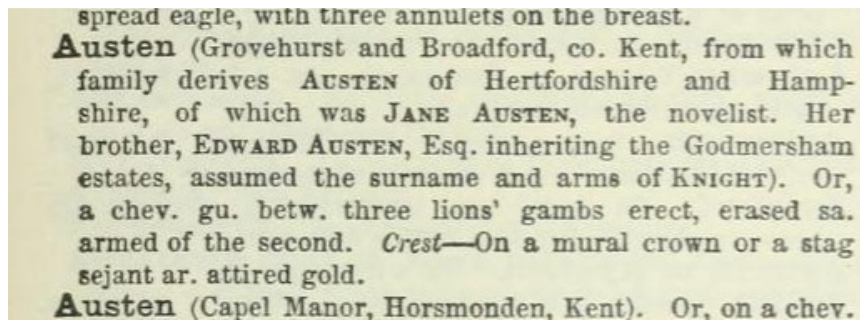 spread eagle, with three annulets on the breast.
Austen (Grovehurst and Broadford, co. Kent, from which
family derives AUSTEN of Hertfordshire and Hamp-
shire, of which was JANE AUSTEN, the novelist. Her
brother, EDWARD AUSTEN, Esq. inheriting the Godmersham
estates, assumed the surname and arms of KNIGHT). Or,
a chev. gu. betw. three lions' gambs erect, erased sa.
armed of the second. Crest—On a mural crown or a stag
sejant ar. attired gold.
Austen (Capel Manor, Horsmonden, Kent). Or, on a chev.